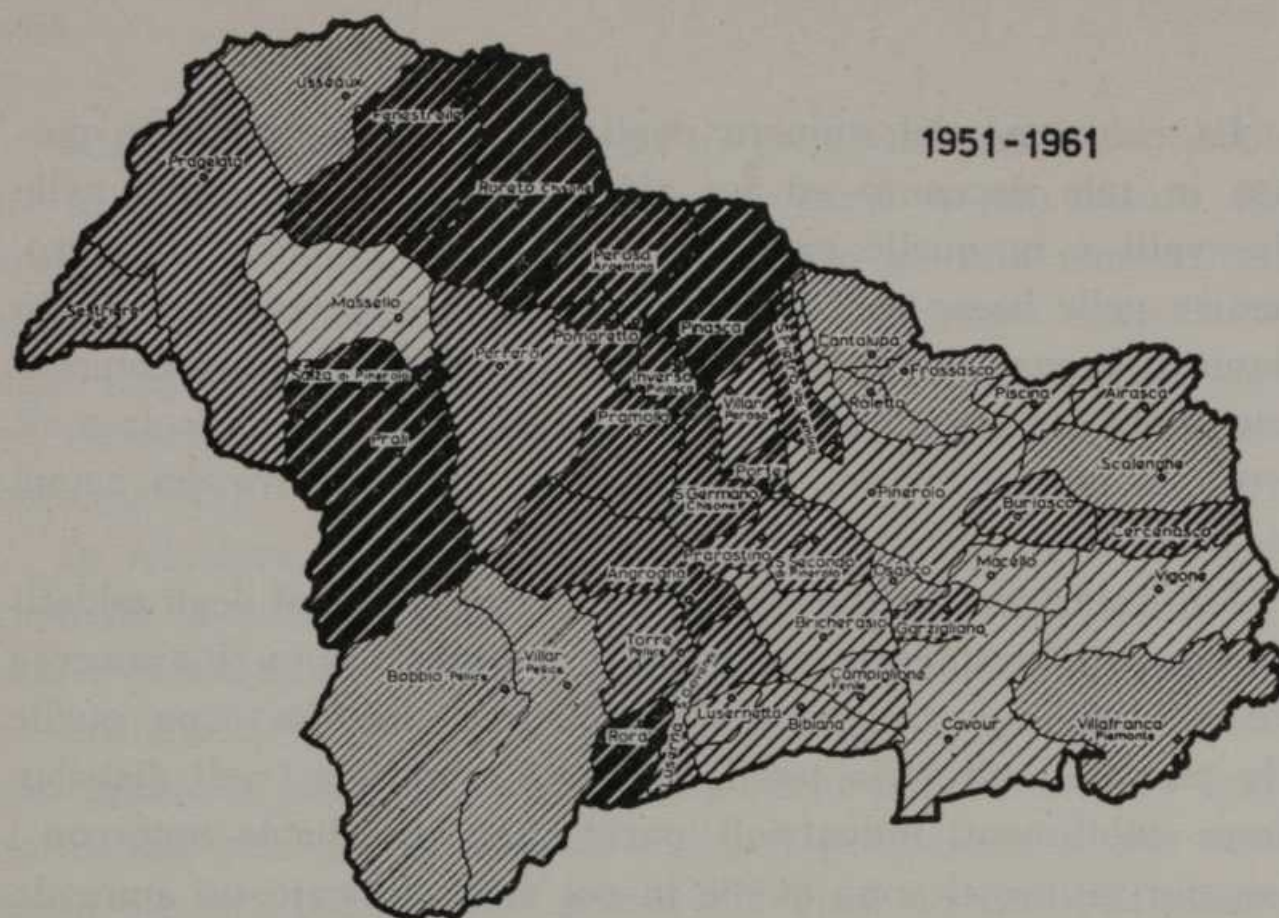 1951-1961
Usseaux
Fenestrelle
Pragelato
Roreto Chisone
Perosa
Argentina
Massello
Sestriere
Pinasca
Pomaretto
Perrero
Cantalupa
Frossasco
Salza di Pinerolo
Inverso
Pinasca
Roletto
Piscina
Airasca
Villar
Perosa
Pramollo
Prali
Scalenghe
Porte
Pinerolo
S.Germano
Chisone
Buriasco
Cercenasco
Prarostino
S. Secondo
Pinerolo
Osasco
Macello
Vigone
Angrogna
Bricherasio
Garzigliana
Torre
Pellice
Villar
Pellice
Bobbio Pellice
Campiglione
Fenile
Lusernetta
Bibiana
Luserna S.Giovanni
Rorà
Cavour
Villafranca
Piemonte